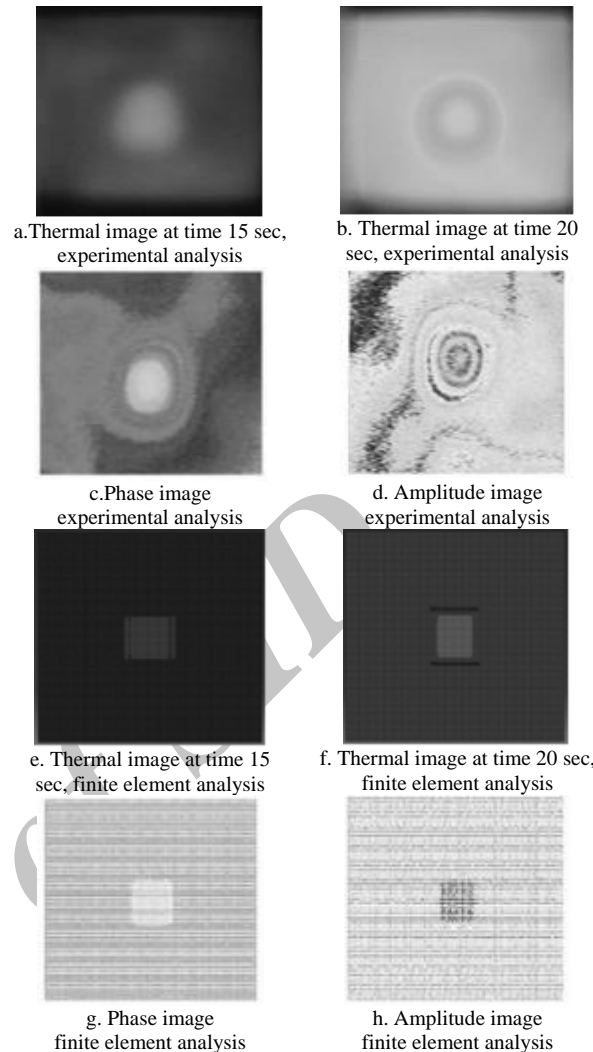 a.Thermal image at time 15 sec,
experimental analysis
b. Thermal image at time 20
sec, experimental analysis
c.Phase image
experimental analysis
d. Amplitude image
experimental analysis
e. Thermal image at time 15
sec, finite element analysis
f. Thermal image at time 20 sec,
finite element analysis
g. Phase image
finite element analysis
h. Amplitude image
finite element analysis